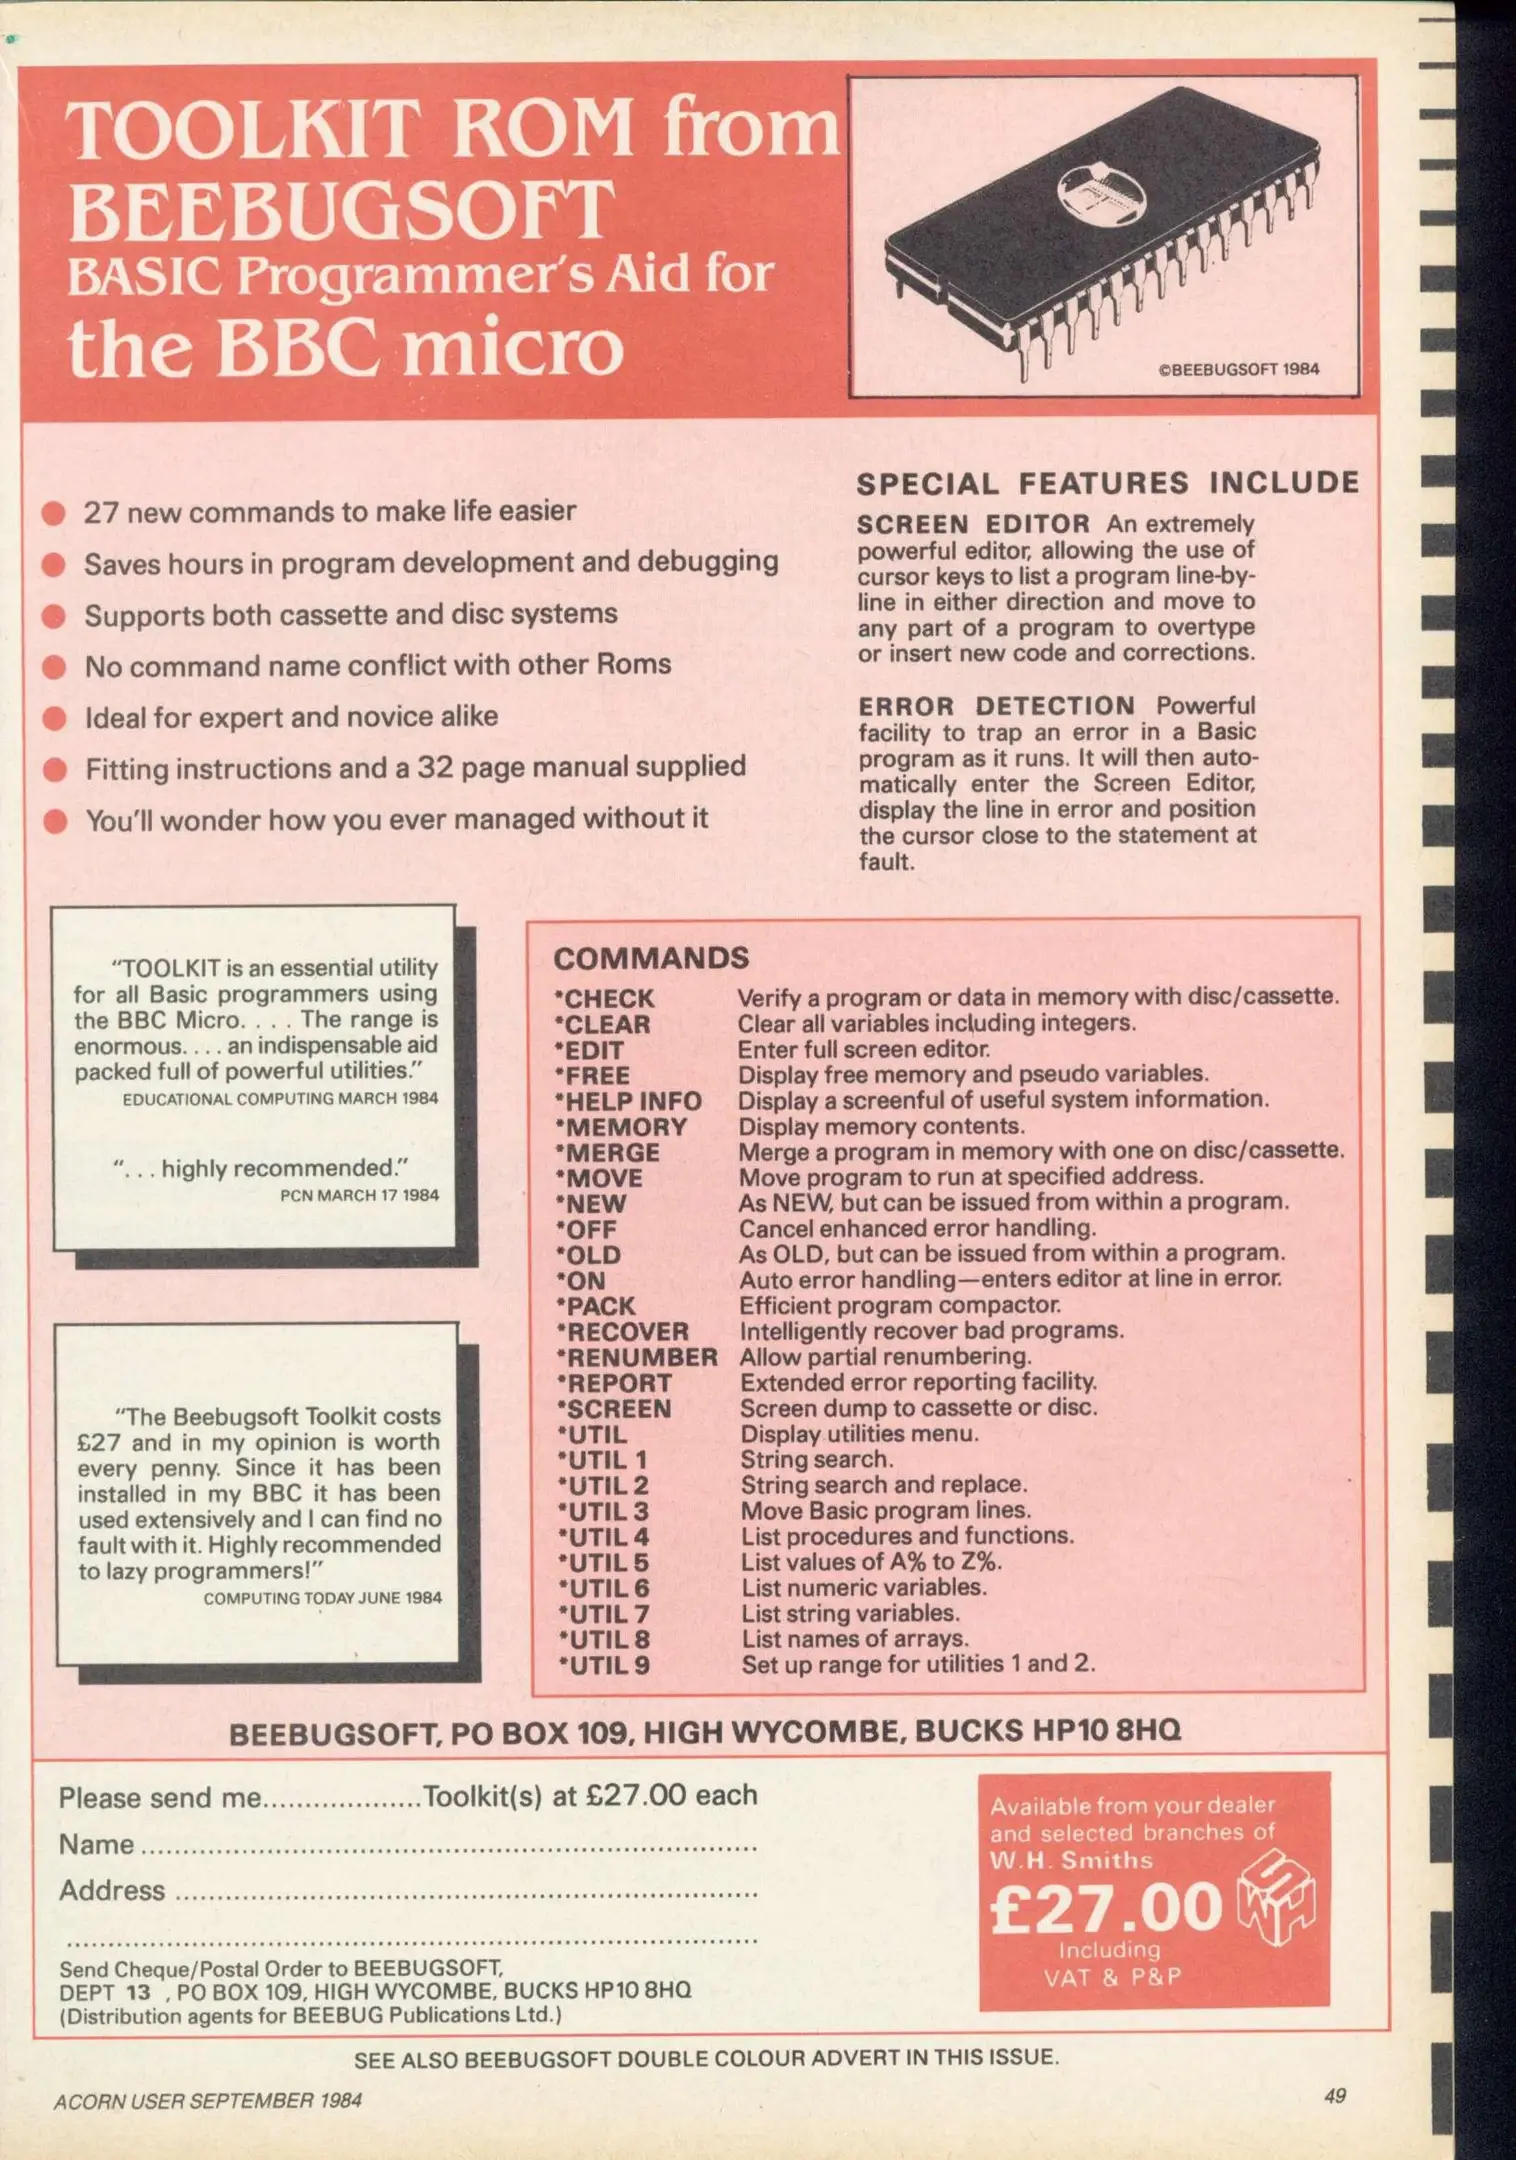 TOOLKIT ROM from
BEEBUGSOFT
BASIC Programmer's Aid for
the BBC micro
©BEEBUGSOFT 1984
27 new commands to make life easier
Saves hours in program development and debugging
Supports both cassette and disc systems
No command name conflict with other Roms
Ideal for expert and novice alike
Fitting instructions and a 32 page manual supplied
You'll wonder how you ever managed without it
SPECIAL FEATURES INCLUDE
SCREEN EDITOR An extremely
powerful editor, allowing the use of
cursor keys to list a program line-by-
line in either direction and move to
any part of a program to overtype
or insert new code and corrections.
ERROR DETECTION Powerful
facility to trap an error in a Basic
program as it runs. It will then auto-
matically enter the Screen Editor,
display the line in error and position
the cursor close to the statement at
fault.
"TOOLKIT is an essential utility
for all Basic programmers using
the BBC Micro. . . . The range is
enormous. . . . an indispensable aid
packed full of powerful utilities."
EDUCATIONAL COMPUTING MARCH 1984
". . . highly recommended."
PCN MARCH 17 1984
"The Beebugsoft Toolkit costs
£27 and in my opinion is worth
every penny. Since it has been
installed in my BBC it has been
used extensively and I can find no
fault with it. Highly recommended
to lazy programmers!"
COMPUTING TODAY JUNE 1984
COMMANDS
*CHECK Verify a program or data in memory with disc/cassette.
*CLEAR Clear all variables including integers.
*EDIT Enter full screen editor.
*FREE Display free memory and pseudo variables.
*HELP INFO Display a screenful of useful system information.
*MEMORY Display memory contents.
*MERGE Merge a program in memory with one on disc/cassette.
*MOVE Move program to run at specified address.
*NEW As NEW, but can be issued from within a program.
*OFF Cancel enhanced error handling.
*OLD As OLD, but can be issued from within a program.
*ON Auto error handling—enters editor at line in error.
*PACK Efficient program compactor.
*RECOVER Intelligently recover bad programs.
*RENUMBER Allow partial renumbering.
*REPORT Extended error reporting facility.
*SCREEN Screen dump to cassette or disc.
*UTIL Display utilities menu.
*UTIL 1 String search.
*UTIL 2 String search and replace.
*UTIL 3 Move Basic program lines.
*UTIL 4 List procedures and functions.
*UTIL 5 List values of A% to Z%.
*UTIL 6 List numeric variables.
*UTIL 7 List string variables.
*UTIL 8 List names of arrays.
*UTIL 9 Set up range for utilities 1 and 2.
BEEBUGSOFT, PO BOX 109, HIGH WYCOMBE, BUCKS HP10 8HQ
Please send me...................Toolkit(s) at £27.00 each
Name..........................................................................
Address ......................................................................
...................................................................................
Send Cheque/Postal Order to BEEBUGSOFT,
DEPT 13 , PO BOX 109, HIGH WYCOMBE, BUCKS HP10 8HQ
(Distribution agents for BEEBUG Publications Ltd.)
Available from your dealer
and selected branches of
W.H. Smiths
£27.00
WHS
Including
VAT & P&P
SEE ALSO BEEBUGSOFT DOUBLE COLOUR ADVERT IN THIS ISSUE.
ACORN USER SEPTEMBER 1984
49